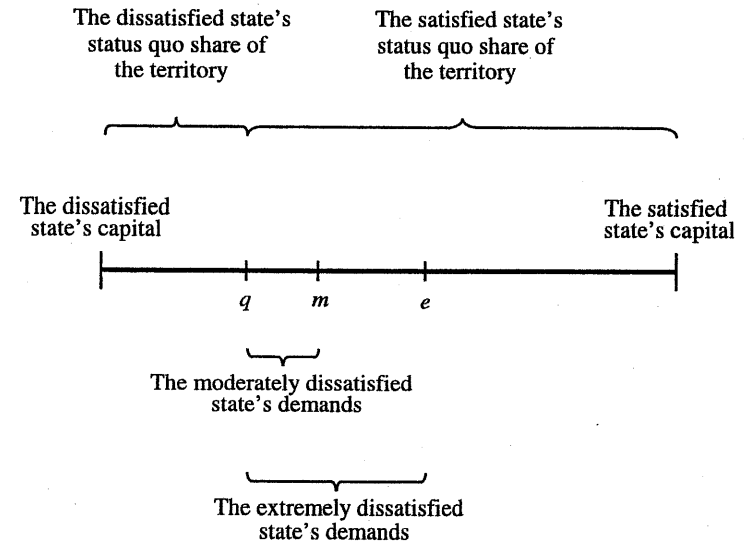 The dissatisfied state's
status quo share of
the territory
The satisfied state's
status quo share of
the territory
The dissatisfied
state's capital
The satisfied
state's capital
q
m
e
The moderately dissatisfied
state's demands
The extremely dissatisfied
state's demands